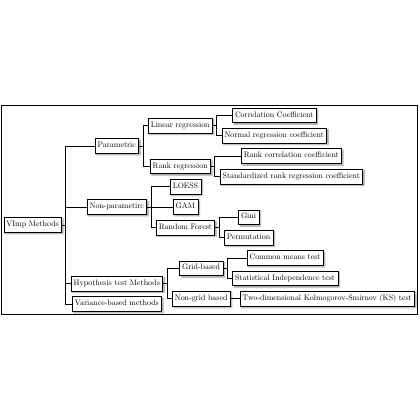 Correlation Coefficient
Linear regression
Normal regression coefficient
Parametric
Rank correlation coefficient
Rank regression
Standardized rank regression coefficient
LOESS
Non-parametirc
GAM
Gini
VImp Methods
Random Forest
Permutation
Common means test
Grid-based
Statistical Independence test
Hypothesis test Methods
Non-grid based
Two-dimensional Kolmogorov-Smirnov (KS) test
Variance-based methods